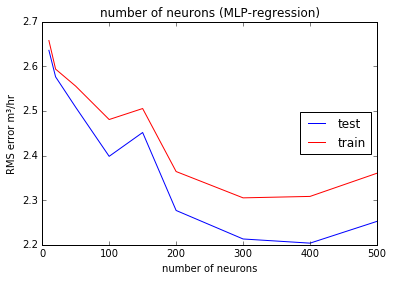 number of neurons (MLP-regression)
2.7
2.6
2.5
2.4
2.3
2.2
RMS error m³/hr
test
train
0
100
200
300
400
500
number of neurons